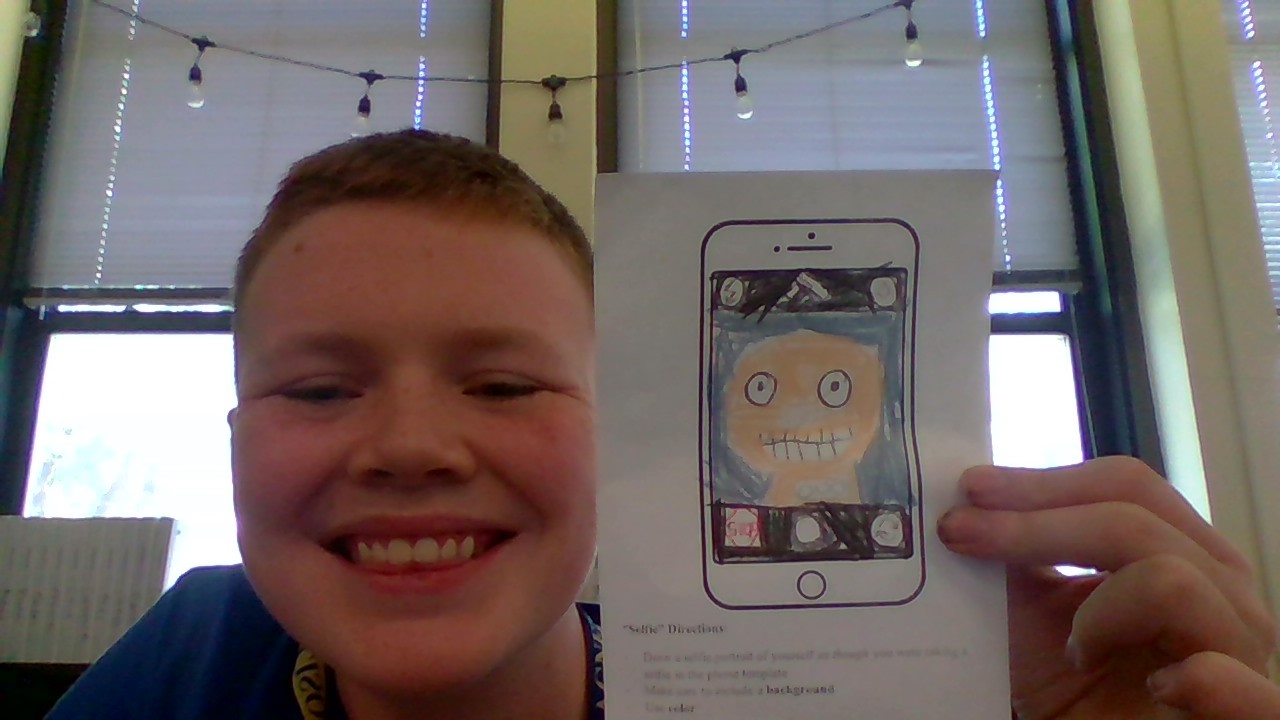 "Selfie" Directions:
Draw a selfie portrait of yourself as though you were taking a
selfie in the phone template
Make sure to include a background
Use color